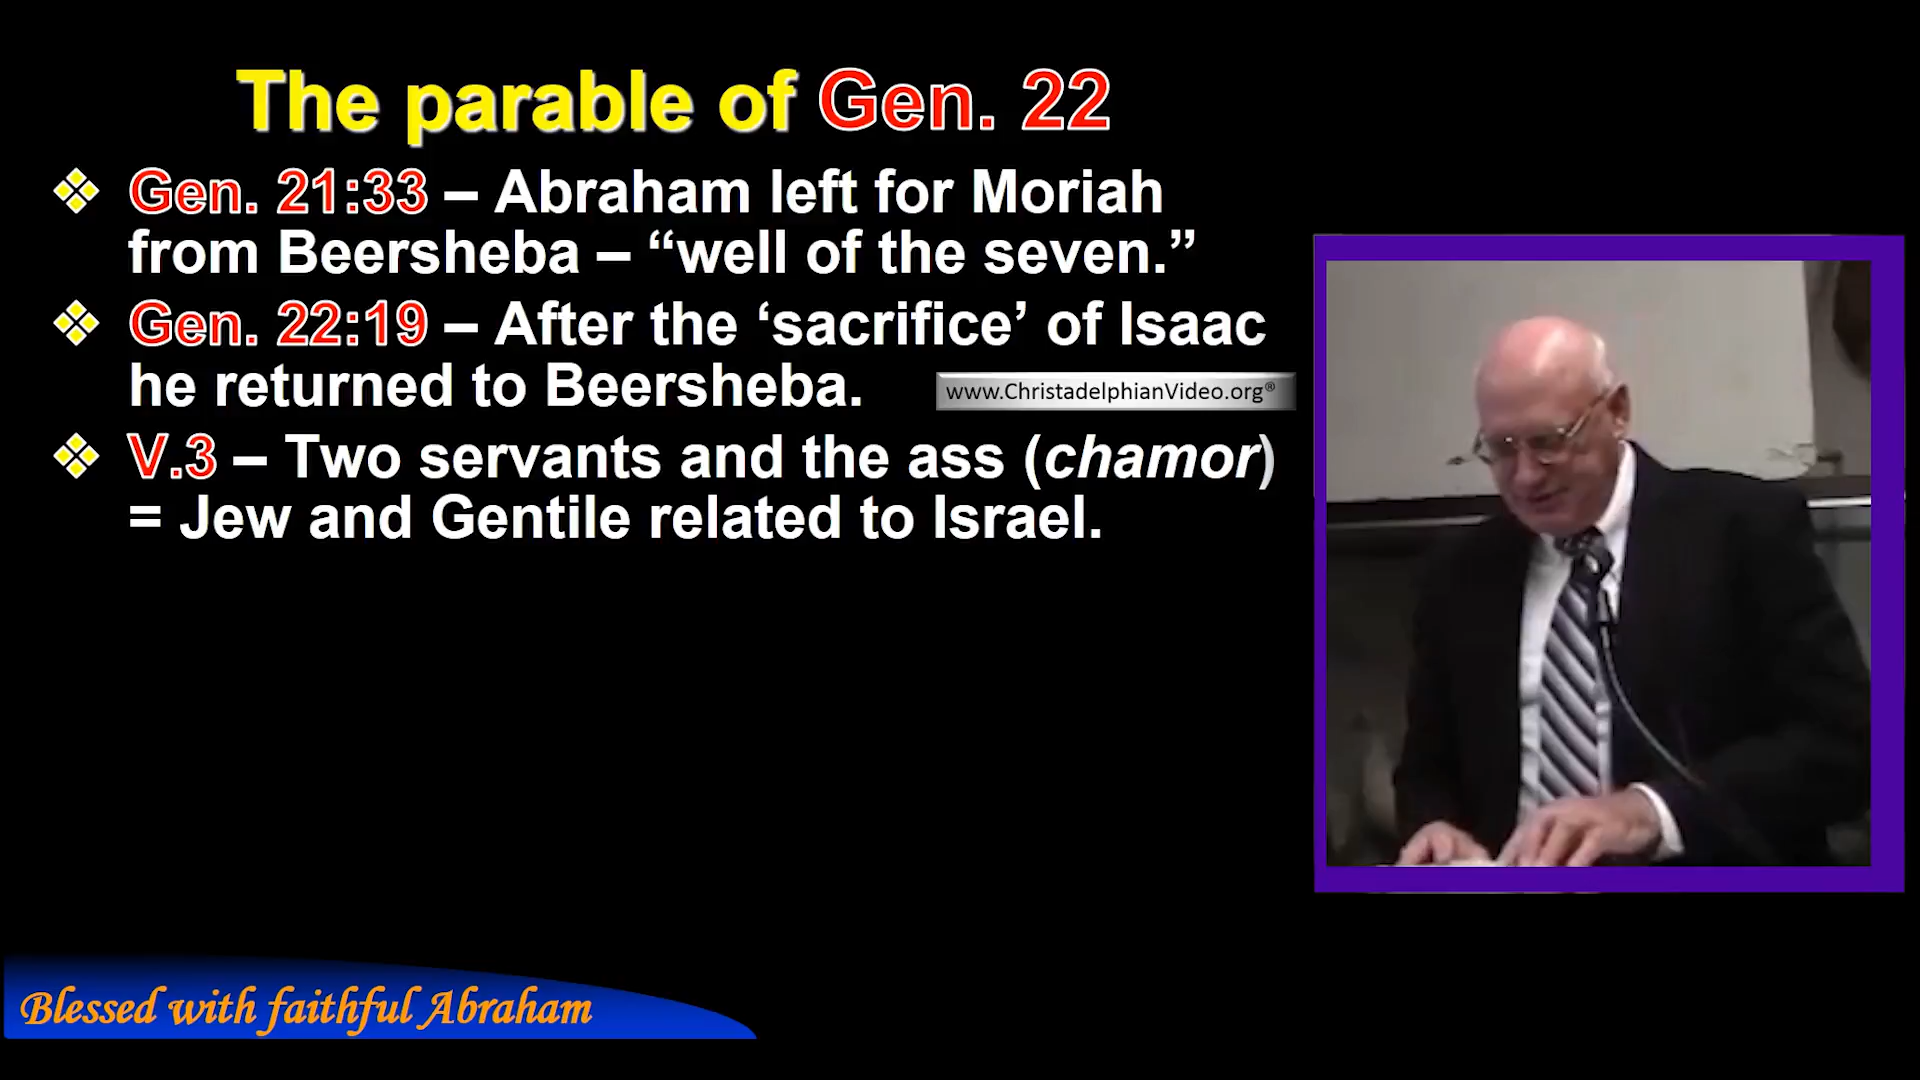 The parable of Gen. 22
❖ Gen. 21:33 – Abraham left for Moriah
from Beersheba – “well of the seven.”
❖ Gen. 22:19 – After the ‘sacrifice’ of Isaac
he returned to Beersheba.
www.ChristadelphianVideo.org®
❖ V.3 – Two servants and the ass (chamor)
= Jew and Gentile related to Israel.
Blessed with faithful Abraham